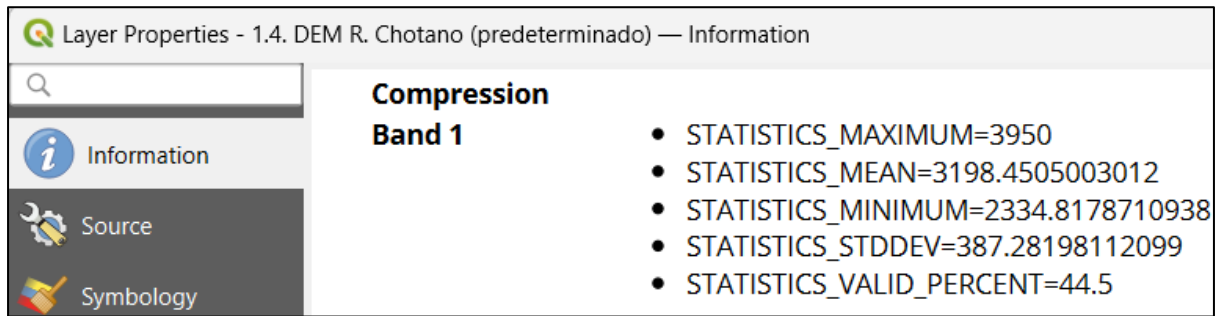 Layer Properties - 1.4. DEM R. Chotano (predeterminado) — Information
Compression
Band 1
• STATISTICS_MAXIMUM=3950
• STATISTICS_MEAN=3198.4505003012
• STATISTICS_MINIMUM=2334.8178710938
• STATISTICS_STDDEV=387.28198112099
• STATISTICS_VALID_PERCENT=44.5
Information
Source
Symbology